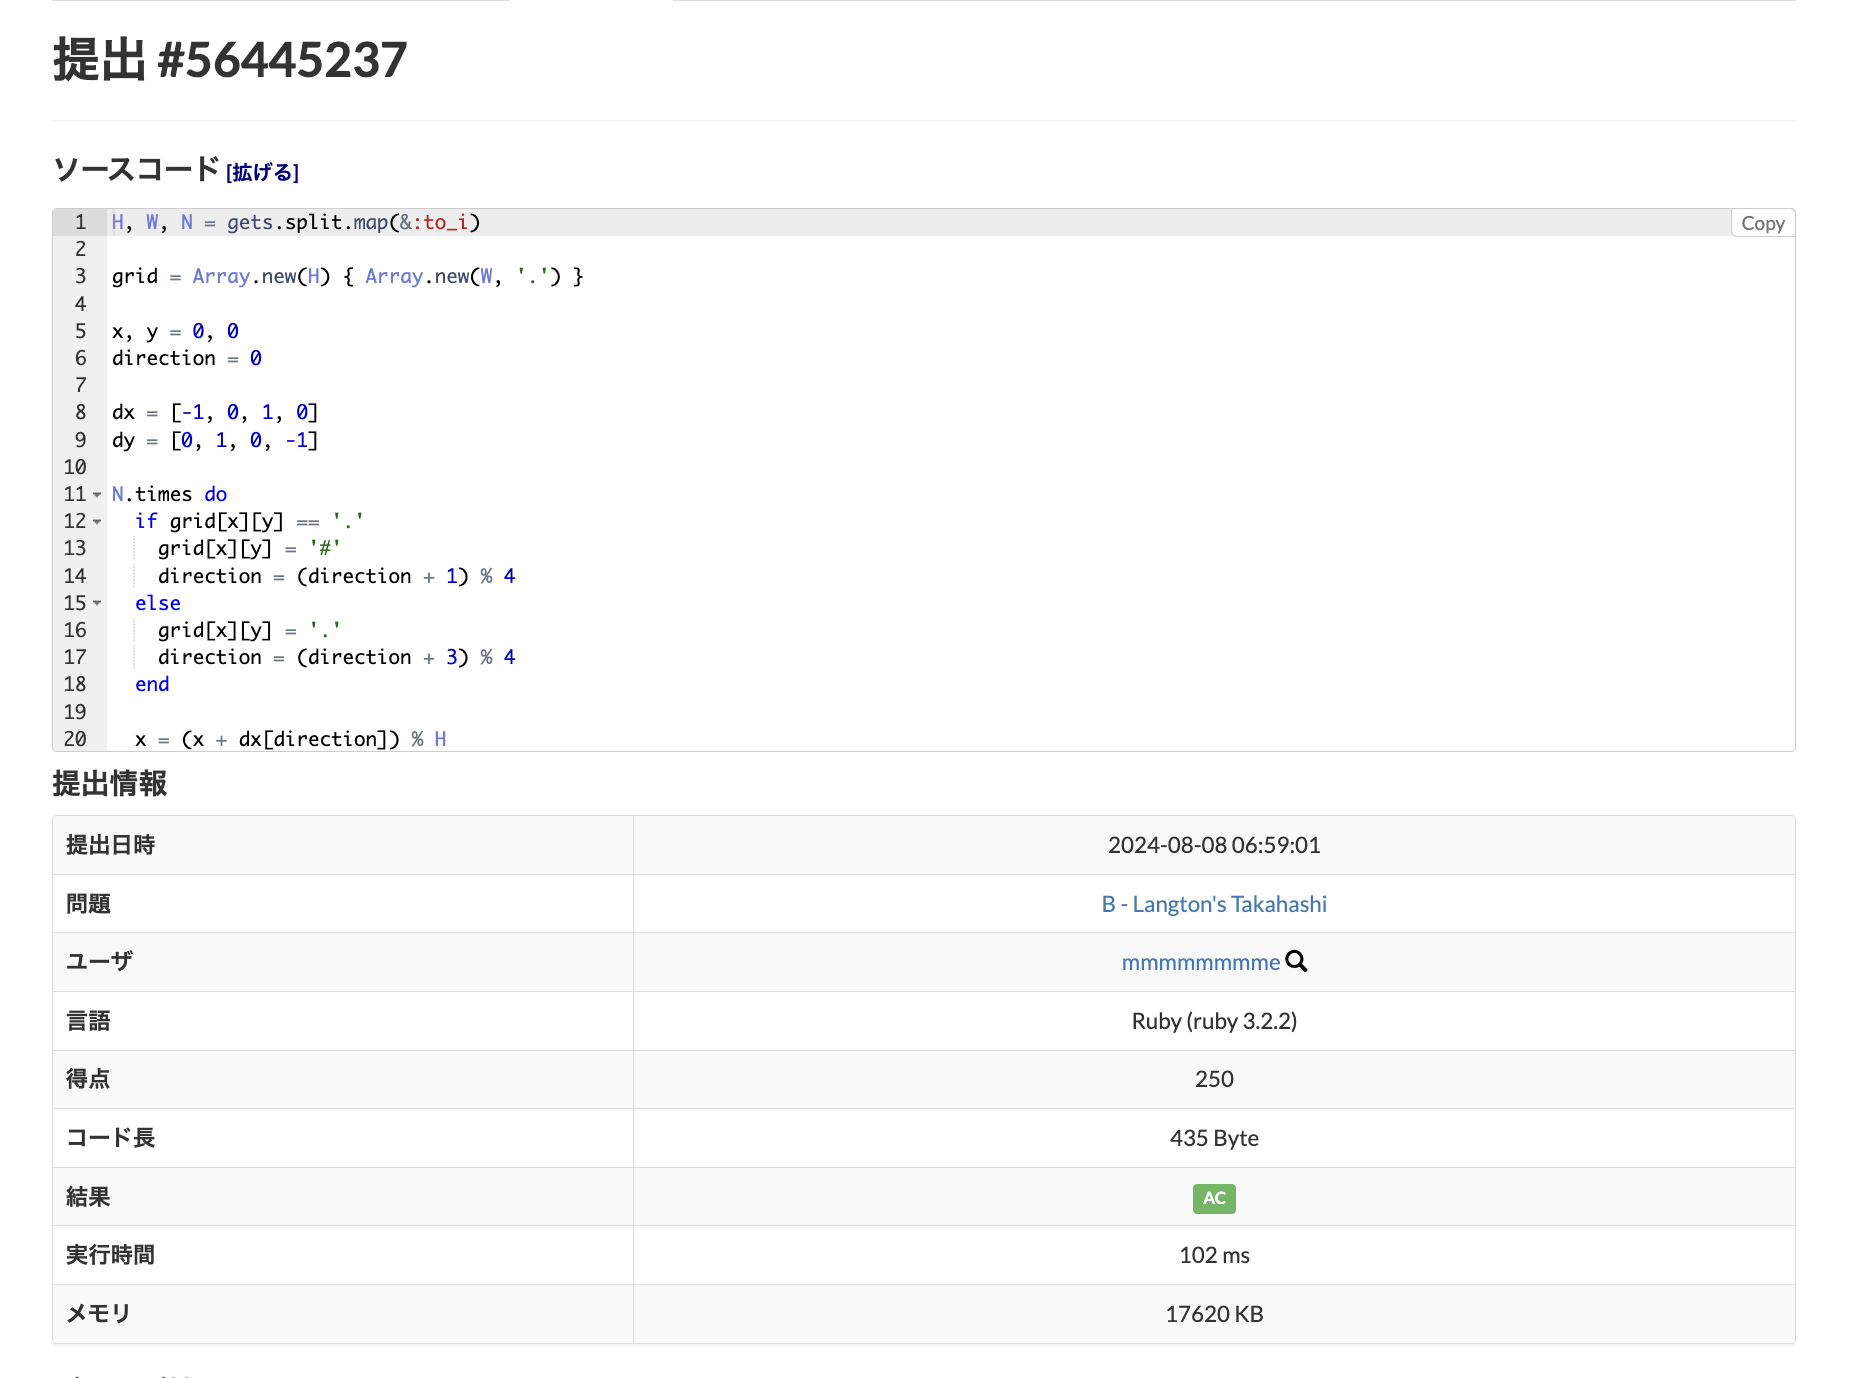 提出 #56445237
ソースコード [拡げる]
1 H, W, N = gets.split.map(&:to_i)
Copy
2
3 grid = Array.new(H) { Array.new(W, '.') }
4
5 x, y = 0, 0
6 direction = 0
7
8 dx = [-1, 0, 1, 0]
9 dy = [0, 1, 0, -1]
10
11 N.times do
12   if grid[x][y] == '.'
13     grid[x][y] = '#'
14     direction = (direction + 1) % 4
15   else
16     grid[x][y] = '.'
17     direction = (direction + 3) % 4
18   end
19
20   x = (x + dx[direction]) % H
提出情報
提出日時 2024-08-08 06:59:01
問題 B - Langton's Takahashi
ユーザ mmmmmmmme
言語 Ruby (ruby 3.2.2)
得点 250
コード長 435 Byte
結果 AC
実行時間 102 ms
メモリ 17620 KB